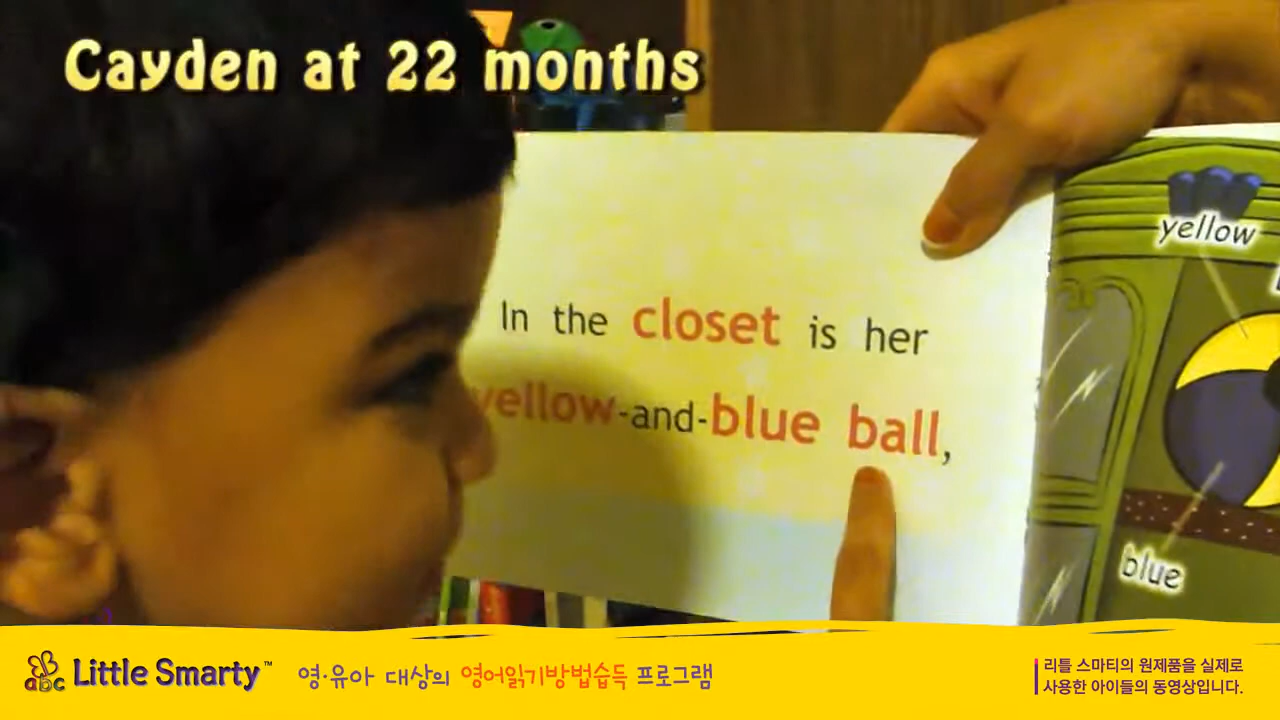 Cayden at 22 months
In the closet is her
yellow-and-blue ball,
yellow
blue
abc Little Smarty™
영·유아 대상의 영어읽기방법습득 프로그램
리틀 스마티의 원제품을 실제로
사용한 아이들의 동영상입니다.